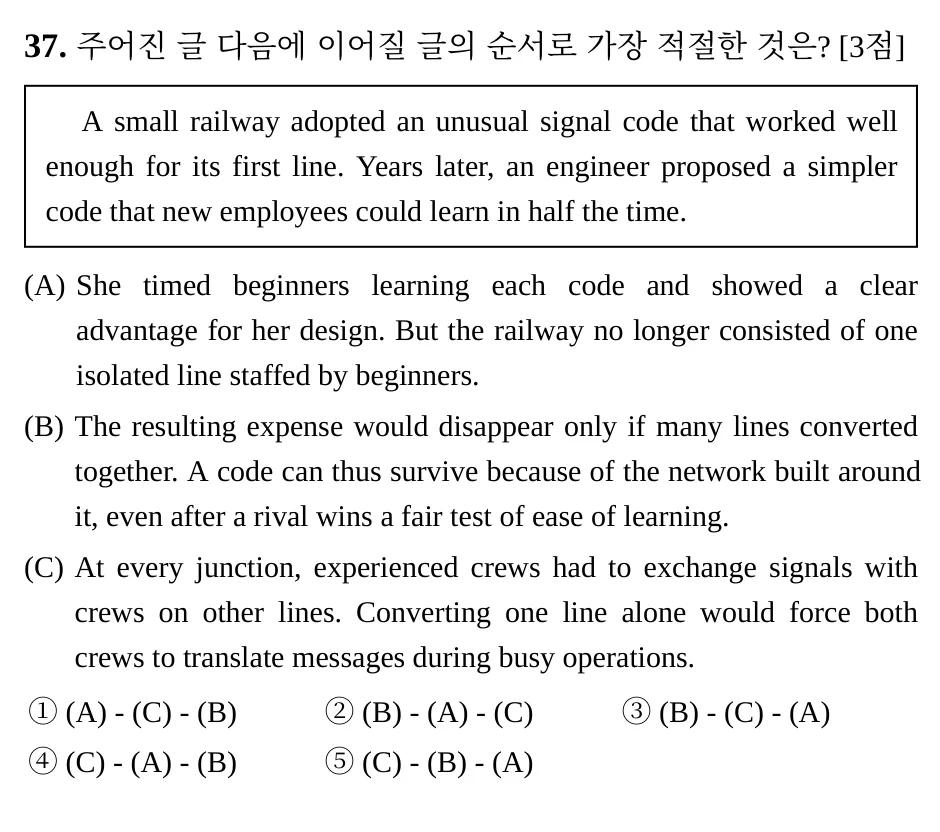 37. 주어진 글 다음에 이어질 글의 순서로 가장 적절한 것은? [3점]
A small railway adopted an unusual signal code that worked well
enough for its first line. Years later, an engineer proposed a simpler
code that new employees could learn in half the time.
(A) She timed beginners learning each code and showed a clear
advantage for her design. But the railway no longer consisted of one
isolated line staffed by beginners.
(B) The resulting expense would disappear only if many lines converted
together. A code can thus survive because of the network built around
it, even after a rival wins a fair test of ease of learning.
(C) At every junction, experienced crews had to exchange signals with
crews on other lines. Converting one line alone would force both
crews to translate messages during busy operations.
① (A) - (C) - (B) ② (B) - (A) - (C) ③ (B) - (C) - (A)
④ (C) - (A) - (B) ⑤ (C) - (B) - (A)